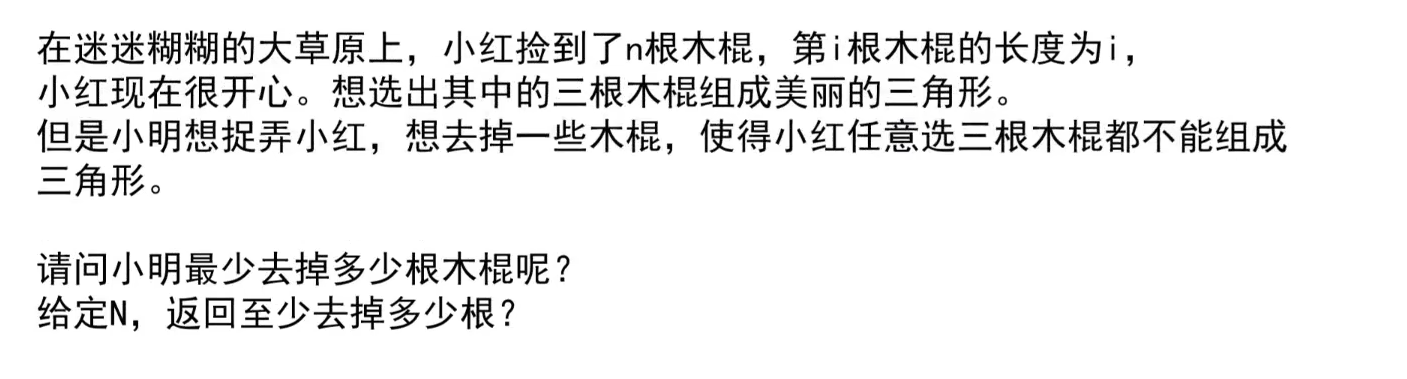 在迷迷糊糊的大草原上，小红捡到了n根木棍，第i根木棍的长度为i，
小红现在很开心。想选出其中的三根木棍组成美丽的三角形。
但是小明想捉弄小红，想去掉一些木棍，使得小红任意选三根木棍都不能组成
三角形。
请问小明最少去掉多少根木棍呢？
给定N，返回至少去掉多少根？